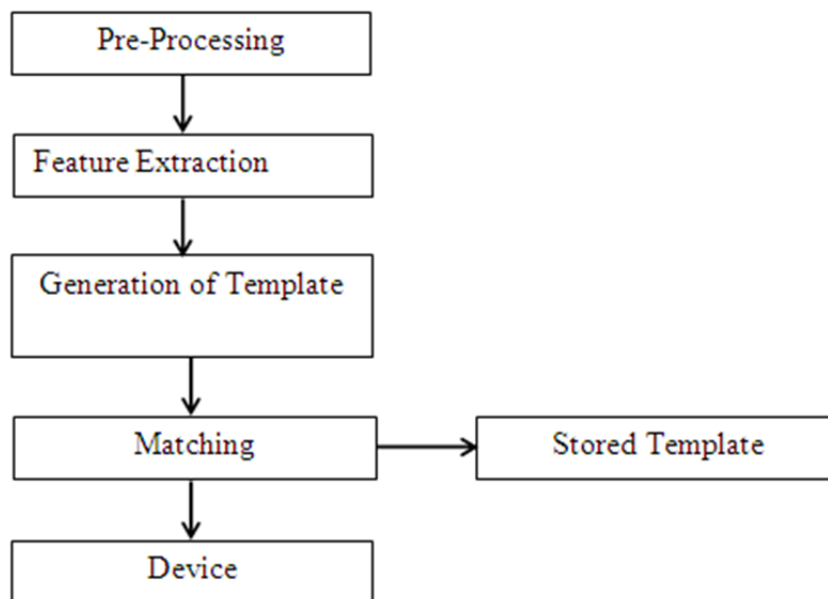 Pre-Processing
Feature Extraction
Generation of Template
Matching
Stored Template
Device